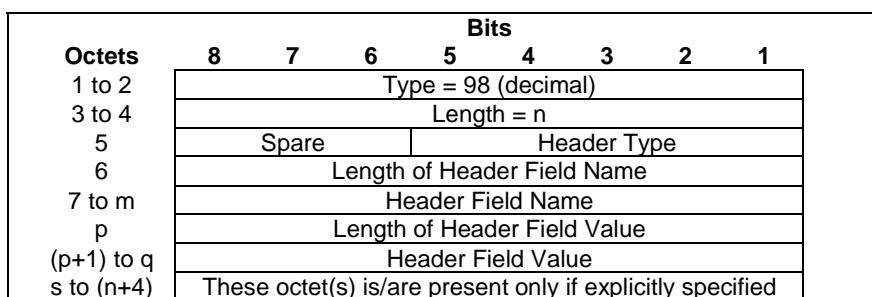 Bits
Octets 8 7 6 5 4 3 2 1
1 to 2 Type = 98 (decimal)
3 to 4 Length = n
5 Spare Header Type
6 Length of Header Field Name
7 to m Header Field Name
p Length of Header Field Value
(p+1) to q Header Field Value
s to (n+4) These octet(s) is/are present only if explicitly specified